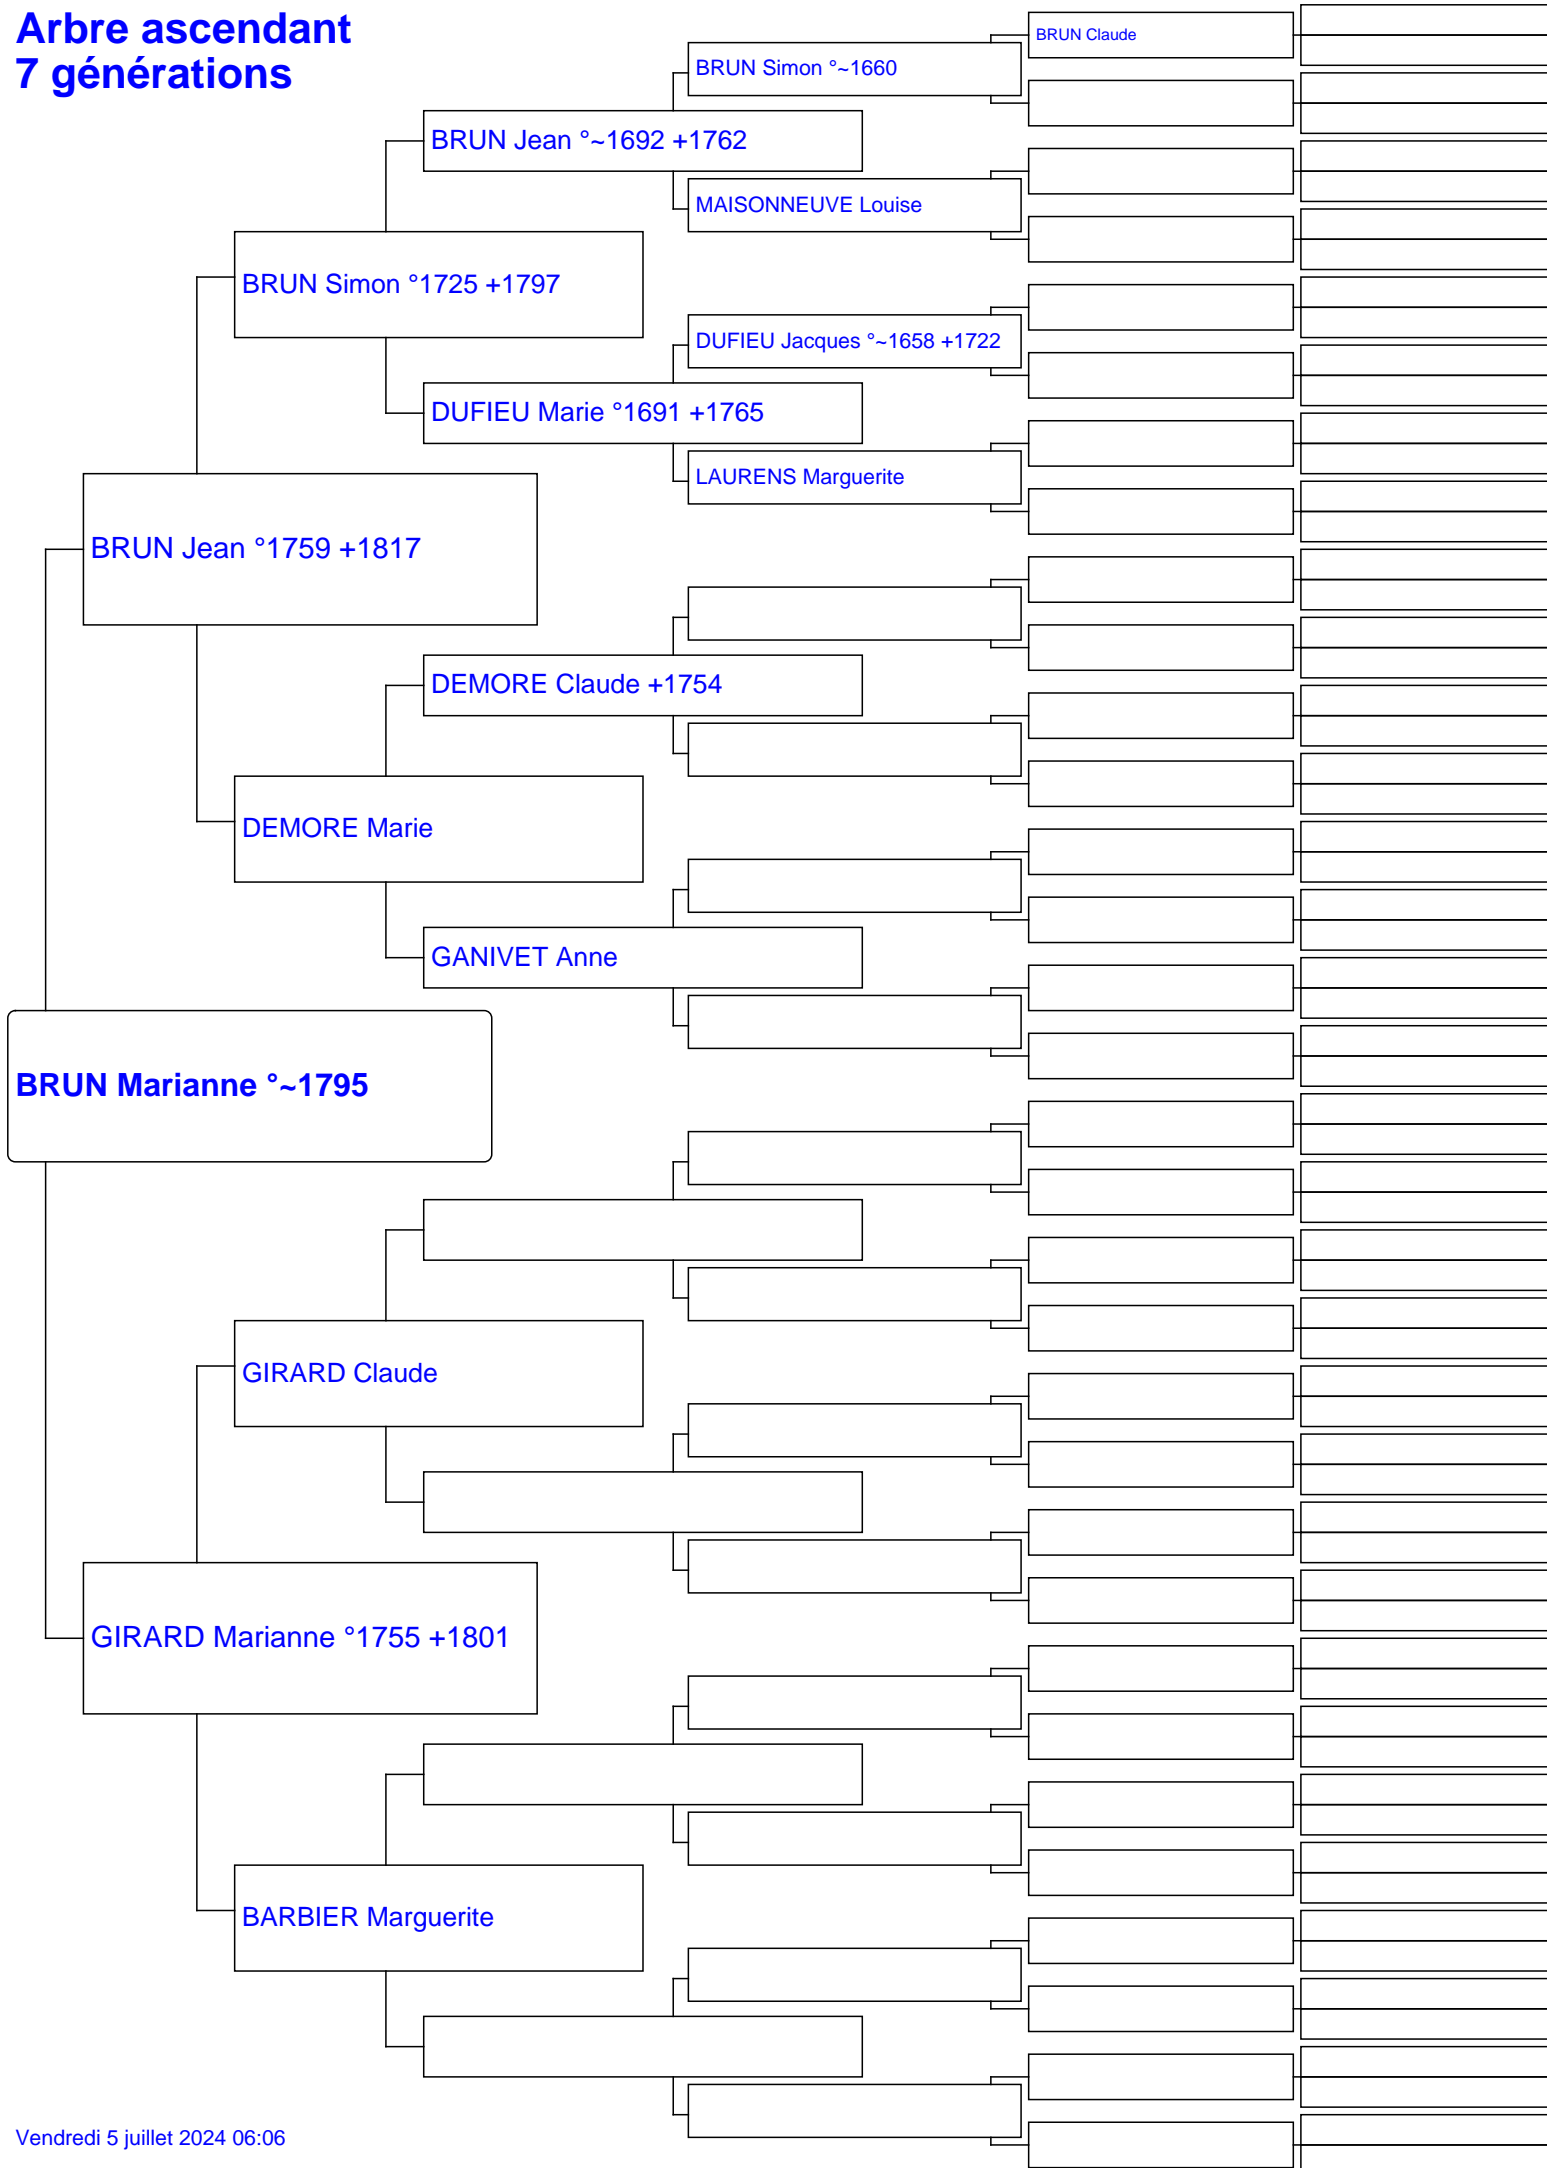 Arbre ascendant
7 générations
BRUN Claude
BRUN Simon °~1660
BRUN Jean °~1692 +1762
MAISONNEUVE Louise
BRUN Simon °1725 +1797
DUFIEU Jacques °~1658 +1722
DUFIEU Marie °1691 +1765
LAURENS Marguerite
BRUN Jean °1759 +1817
DEMORE Claude +1754
DEMORE Marie
GANIVET Anne
BRUN Marianne °~1795
GIRARD Claude
GIRARD Marianne °1755 +1801
BARBIER Marguerite
Vendredi 5 juillet 2024 06:06